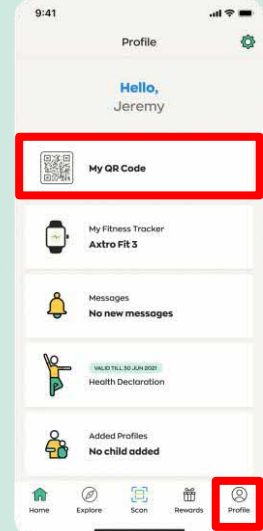 9:41
Profile
Hello,
Jeremy
My QR Code
My Fitness Tracker
Axtro Fit 3
Messages
No new messages
VALID TILL 30 JUN 2021
Health Declaration
Added Profiles
No child added
Home Explore Scan Rewards Profile